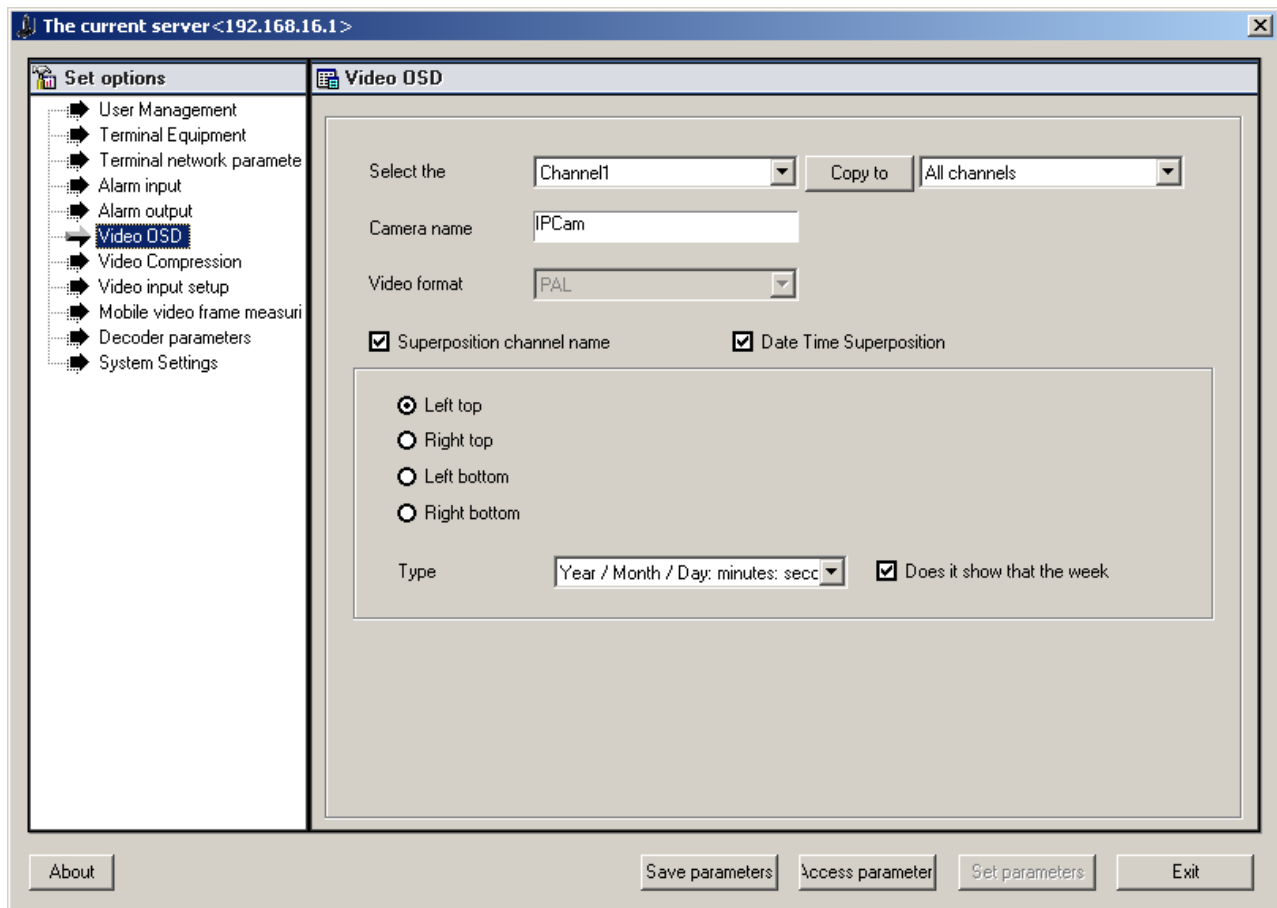 The current server<192.168.16.1>
Set options
User Management
Terminal Equipment
Terminal network paramete
Alarm input
Alarm output
Video OSD
Video Compression
Video input setup
Mobile video frame measuri
Decoder parameters
System Settings
Video OSD
Select the Channel1 Copy to All channels
Camera name IPCam
Video format PAL
Superposition channel name Date Time Superposition
Left top
Right top
Left bottom
Right bottom
Type Year / Month / Day: minutes: secc Does it show that the week
About Save parameters Access parameter Set parameters Exit